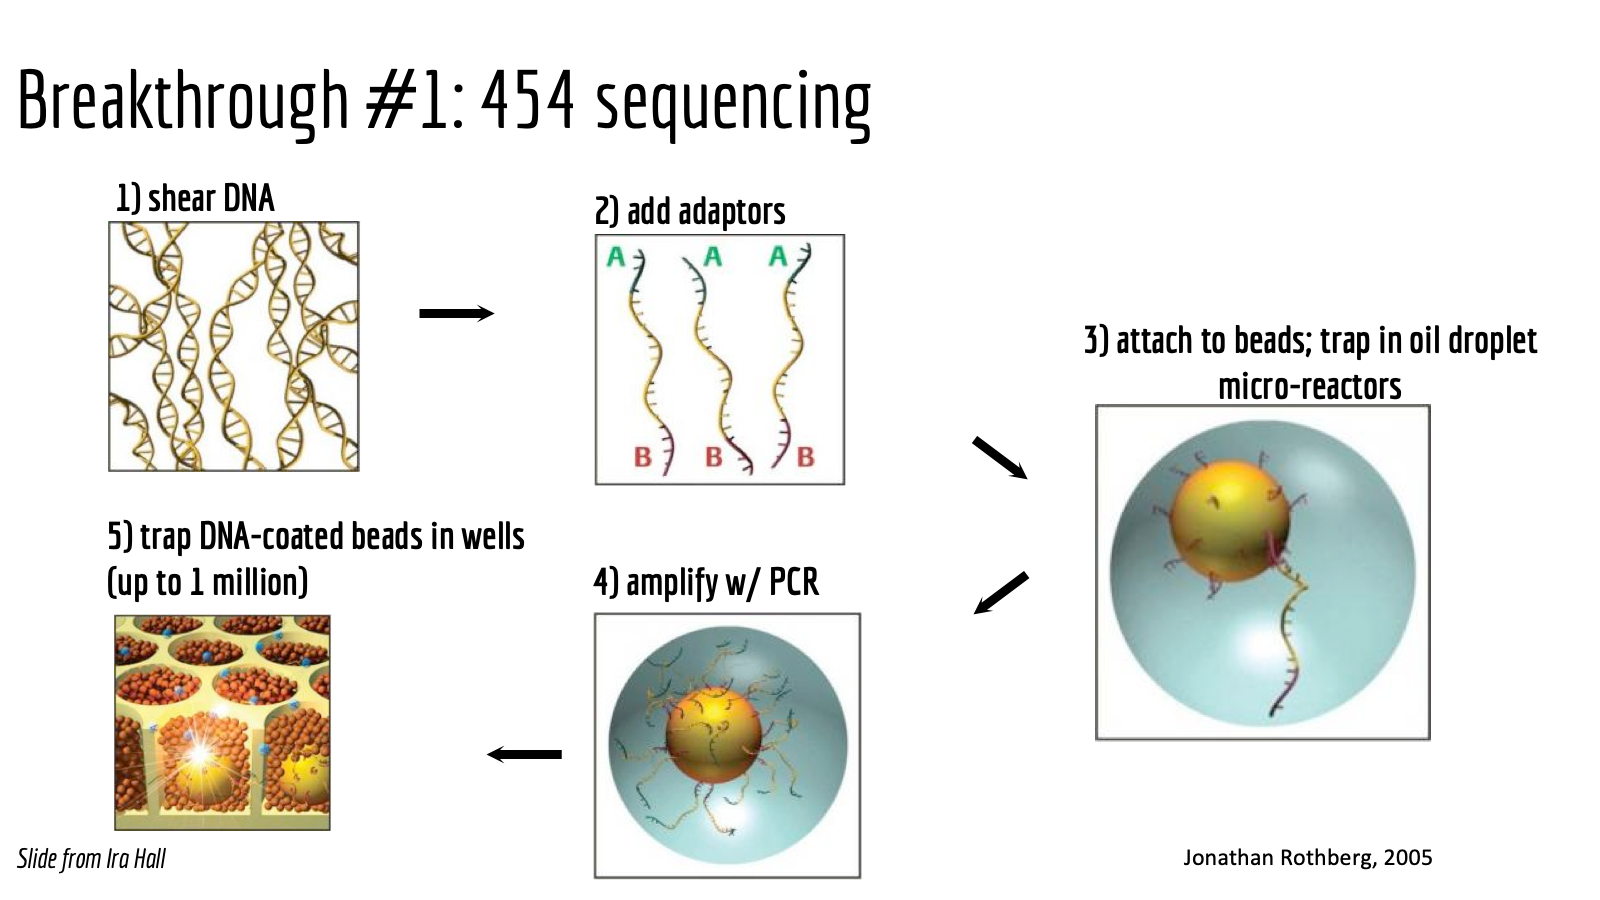 Breakthrough #1: 454 sequencing
1) shear DNA
2) add adaptors
A A A
B B B
3) attach to beads; trap in oil droplet
micro-reactors
4) amplify w/ PCR
5) trap DNA-coated beads in wells
(up to 1 million)
Slide from Ira Hall
Jonathan Rothberg, 2005